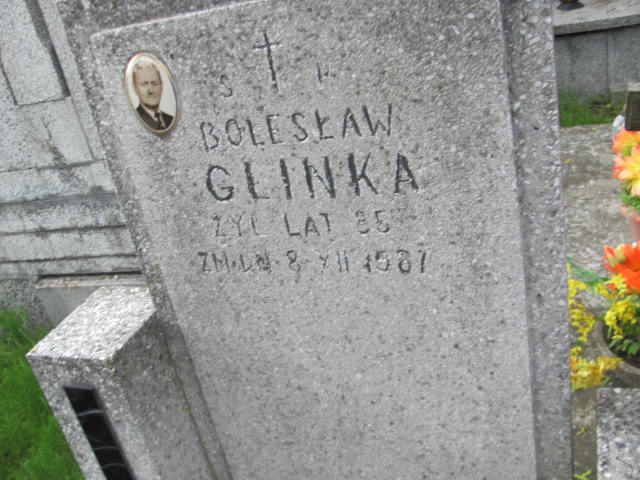 S P
BOLESŁAW
GLINKA
ŻYŁ LAT 85
ZM. DN. 8 XII 1987